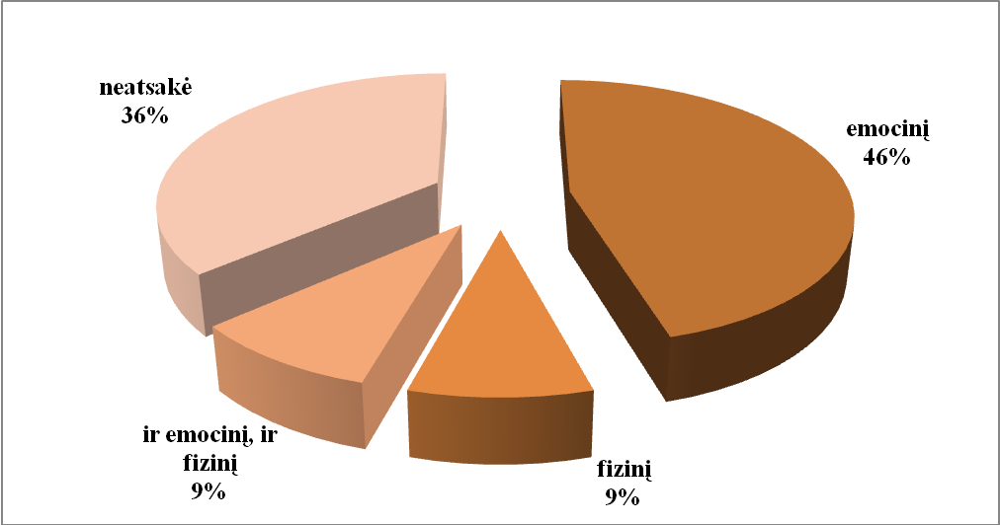 neatsakė
36%
emocinį
46%
ir emocinį, ir
fizinį
9%
fizinį
9%